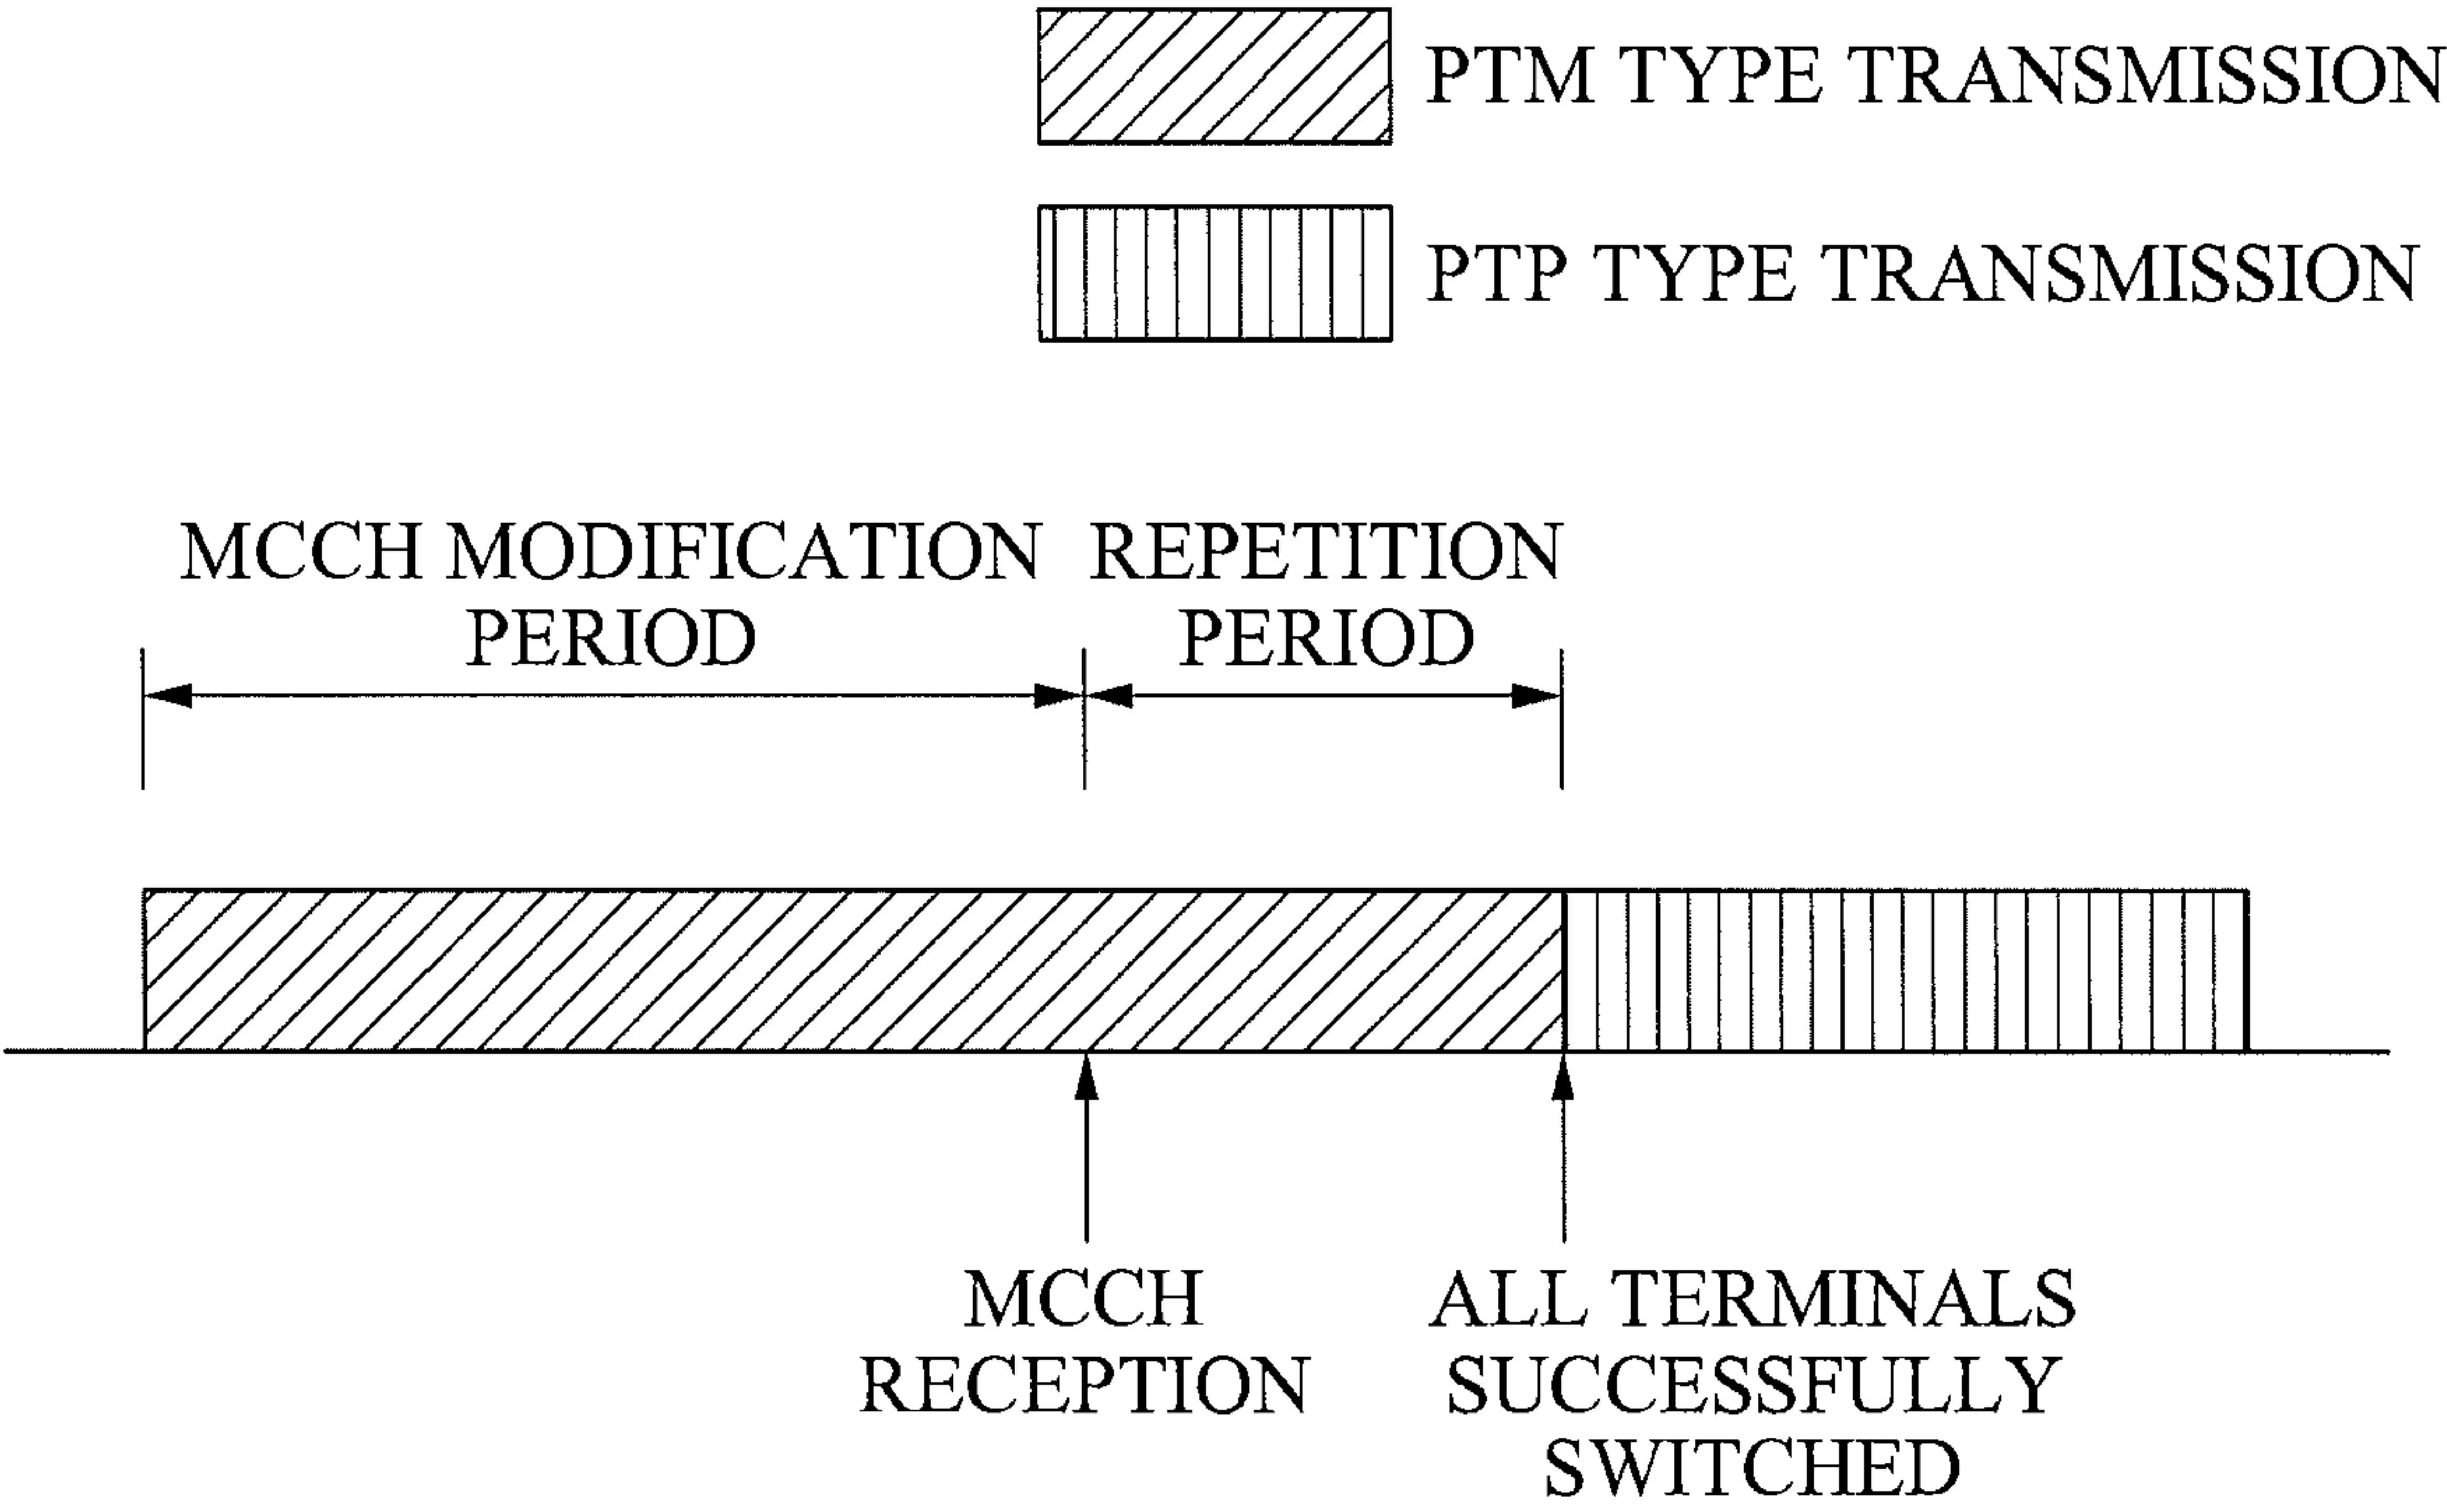 PTM TYPE TRANSMISSION
PTP TYPE TRANSMISSION
MCCH MODIFICATION
PERIOD
REPETITION
PERIOD
MCCH
RECEPTION
ALL TERMINALS
SUCCESSFULLY
SWITCHED